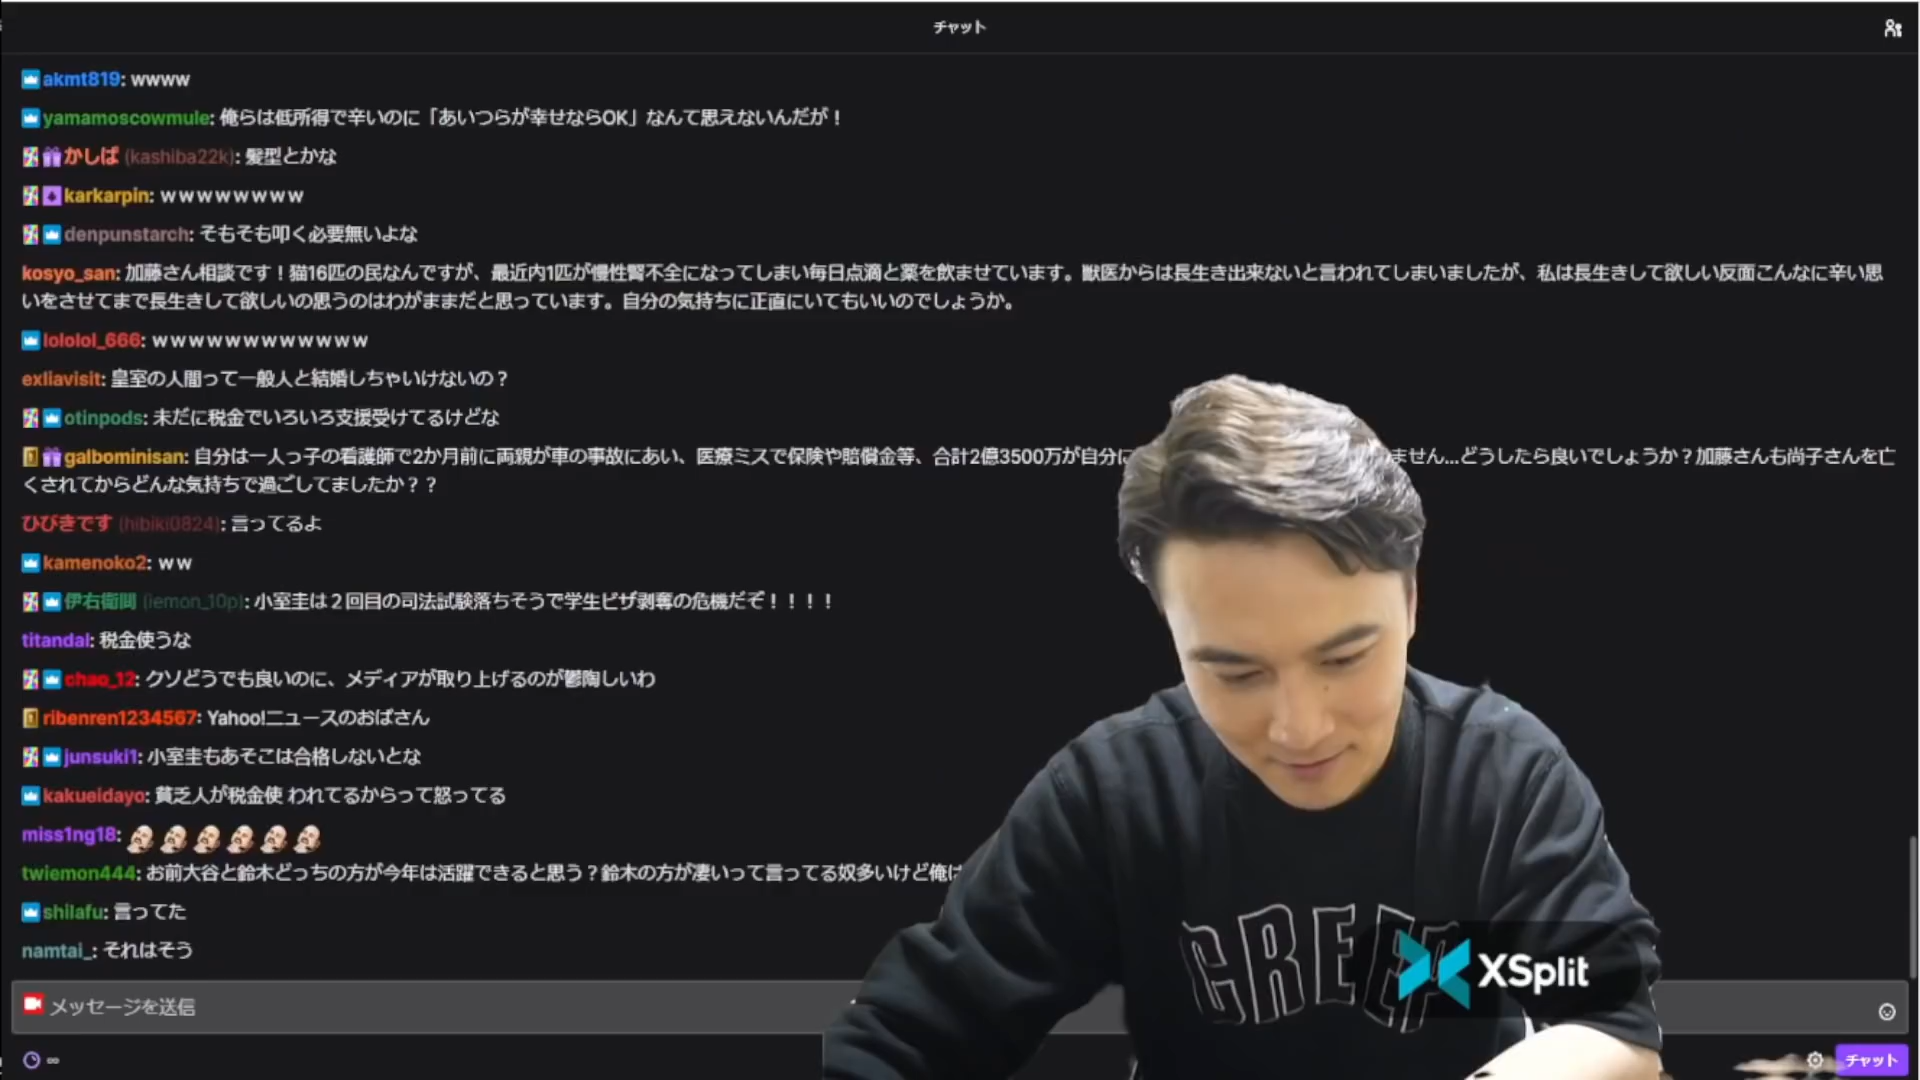 チャット
akmt819: wwww
yamamoscowmule: 俺らは低所得で辛いのに「あいつらが幸せならOK」なんて思えないんだが！
かしば (kashiba22k): 髪型とかな
karkarpin: ｗｗｗｗｗｗｗｗ
denpunstarch: そもそも叩く必要無いよな
kosyo_san: 加藤さん相談です！猫16匹の民なんですが、最近内1匹が慢性腎不全になってしまい毎日点滴と薬を飲ませています。獣医からは長生き出来ないと言われてしまいましたが、私は長生きして欲しい反面こんなに辛い思
いをさせてまで長生きして欲しいの思うのはわがままだと思っています。自分の気持ちに正直にいてもいいのでしょうか。
lololol_666: ｗｗｗｗｗｗｗｗｗｗｗｗ
exliavisit: 皇室の人間って一般人と結婚しちゃいけないの？
otinpods: 未だに税金でいろいろ支援受けてるけどな
galbominisan: 自分は一人っ子の看護師で2か月前に両親が車の事故にあい、医療ミスで保険や賠償金等、合計2億3500万が自分に ません...どうしたら良いでしょうか？加藤さんも尚子さんを亡
くされてからどんな気持ちで過ごしてましたか？？
ひびきです (hibiki0824): 言ってるよ
kamenoko2: ｗｗ
伊右衛門 (iemon_10p): 小室圭は２回目の司法試験落ちそうで学生ビザ剥奪の危機だぞ！！！！
titandal: 税金使うな
chao_12: クソどうでも良いのに、メディアが取り上げるのが鬱陶しいわ
ribenren1234567: Yahoo!ニュースのおばさん
junsuki1: 小室圭もあそこは合格しないとな
kakueidayo: 貧乏人が税金使 われてるからって怒ってる
miss1ng18:
twiemon444: お前大谷と鈴木どっちの方が今年は活躍できると思う？鈴木の方が凄いって言ってる奴多いけど俺は
shilafu: 言ってた
namtai_: それはそう
CREEP
XSplit
メッセージを送信
∞
チャット